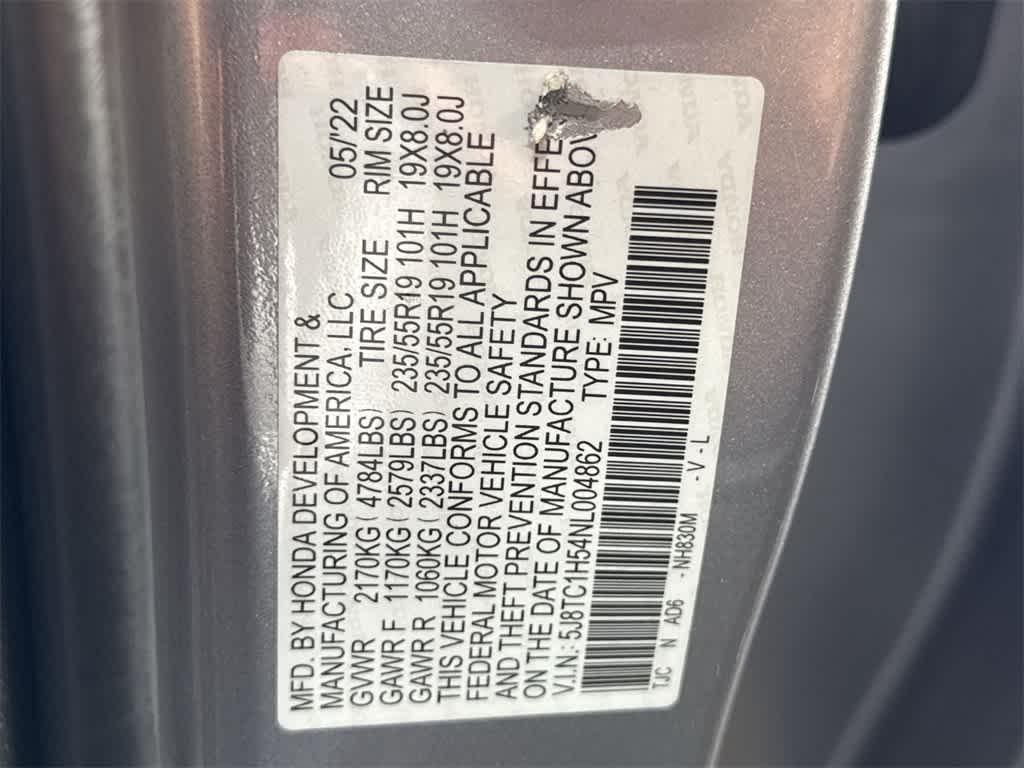 MFD. BY HONDA DEVELOPMENT &
MANUFACTURING OF AMERICA, LLC 05/'22
GVWR 2170KG ( 4784LBS) TIRE SIZE RIM SIZE
GAWR F 1170KG ( 2579LBS) 235/55R19 101H 19X8.0J
GAWR R 1060KG ( 2337LBS) 235/55R19 101H 19X8.0J
THIS VEHICLE CONFORMS TO ALL APPLICABLE
FEDERAL MOTOR VEHICLE SAFETY
AND THEFT PREVENTION STANDARDS IN EFFE
ON THE DATE OF MANUFACTURE SHOWN ABOV
V.I.N.: 5J8TC1H54NL004862 TYPE: MPV
TJC N AD6 - NH830M - V - L